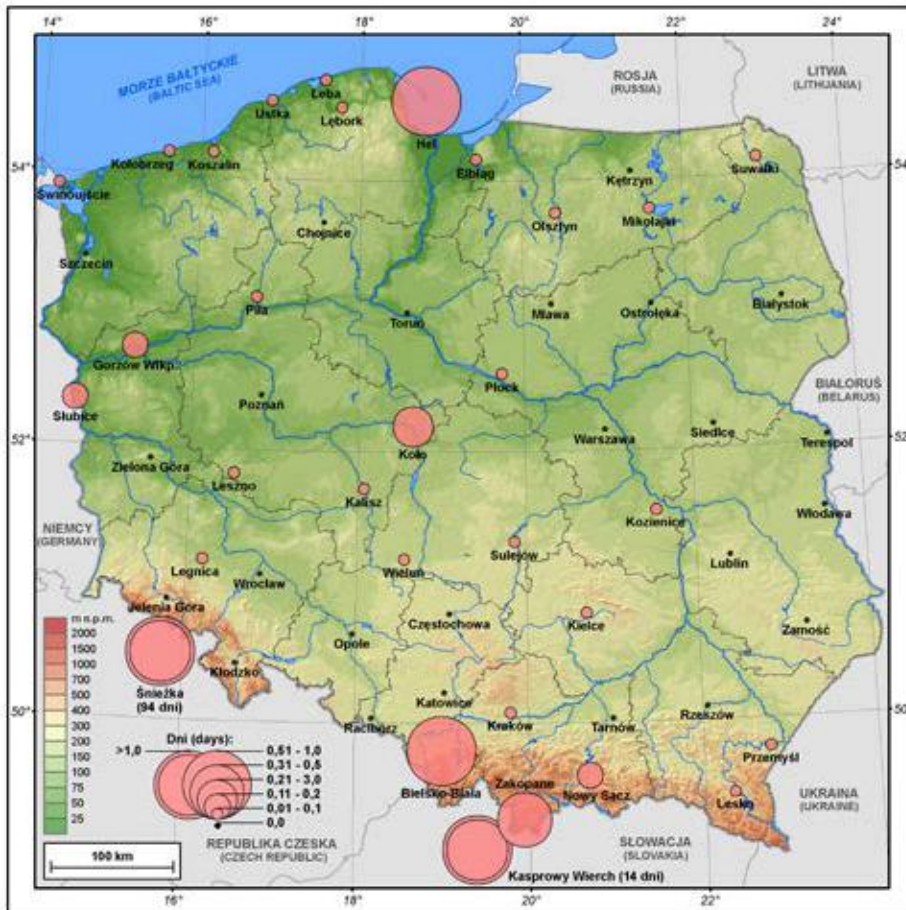 14° 16° 18° 20° 22° 24°
MORZE BAŁTYCKIE
(BALTIC SEA)
ROSJA
(RUSSIA)
LITWA
(LITHUANIA)
Łeba
Ustka
Lębork
Hel
54°
Kołobrzeg
Koszalin
Elbląg
Kętrzyn
Suwałki
54°
Świnoujście
Chojnice
Olsztyn
Mikołajki
Szczecin
Piła
Toruń
Mława
Ostrołęka
Białystok
Gorzów Wlkp.
Płock
Słubice
Poznań
BIAŁORUŚ
(BELARUS)
52°
Koło
Warszawa
Siedlce
Terespol
52°
Zielona Góra
Leszno
Kalisz
Kozienice
Włodawa
NIEMCY
(GERMANY)
Legnica
Wrocław
Wieluń
Sulejów
Lublin
Jelenia Góra
Częstochowa
Kielce
Zamość
Opole
Kłodzko
Śnieżka
(94 dni)
Katowice
50°
Racibórz
Kraków
Tarnów
Rzeszów
50°
Przemyśl
Bielsko-Biała
Zakopane
Nowy Sącz
Lesko
UKRAINA
(UKRAINE)
m n.p.m.
2000
1500
1000
700
500
400
300
200
150
100
75
50
25
Dni (days):
>1,0
0,51 - 1,0
0,31 - 0,5
0,21 - 3,0
0,11 - 0,2
0,01 - 0,1
0,0
100 km
REPUBLIKA CZESKA
(CZECH REPUBLIC)
SŁOWACJA
(SLOVAKIA)
Kasprowy Wierch (14 dni)
16° 18° 20° 22°